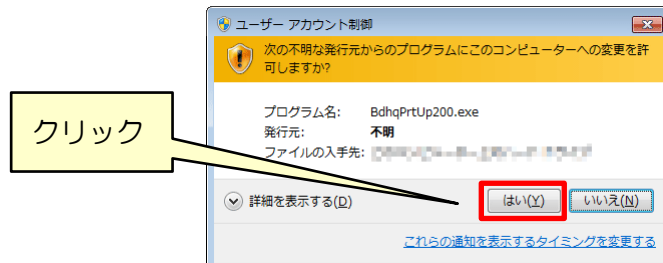 ユーザー アカウント制御
次の不明な発行元からのプログラムにこのコンピューターへの変更を許
可しますか?
プログラム名: BdhqPrtUp200.exe
発行元: 不明
ファイルの入手先:
クリック
詳細を表示する(D)
はい(Y)
いいえ(N)
これらの通知を表示するタイミングを変更する